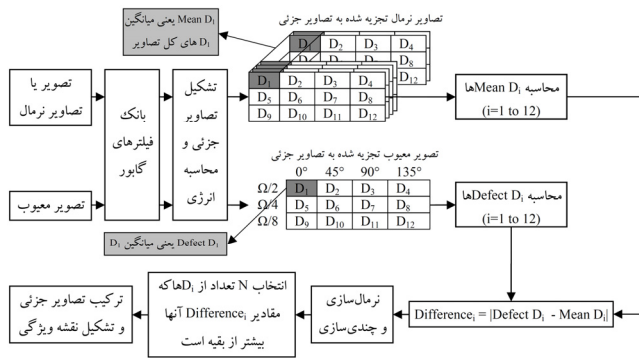 تصاویر نرمال تجزیه شده به تصاویر جزئی
Mean Di یعنی میانگین
Di های کل تصاویر
D1 D2 D3 D4
D8
D12
D1 D2 D3 D4
D5 D6 D7 D8
D9 D10 D11 D12
تصویر یا
تصاویر نرمال
بانک
فیلترهای
گابور
تشکیل
تصاویر
جزئی و
محاسبه
انرژی
محاسبه Mean Diها
(i=1 to 12)
تصویر معیوب تجزیه شده به تصاویر جزئی
0° 45° 90° 135°
Ω/2 D1 D2 D3 D4
Ω/4 D5 D6 D7 D8
Ω/8 D9 D10 D11 D12
تصویر معیوب
Defect Di یعنی میانگین D1
محاسبه Defect Diها
(i=1 to 12)
Differencei = |Defect Di - Mean Di|
نرمال‌سازی
و چندی‌سازی
انتخاب N تعداد از Diهاکه
مقادیر Differencei آنها
بیشتر از بقیه است
ترکیب تصاویر جزئی
و تشکیل نقشه ویژگی